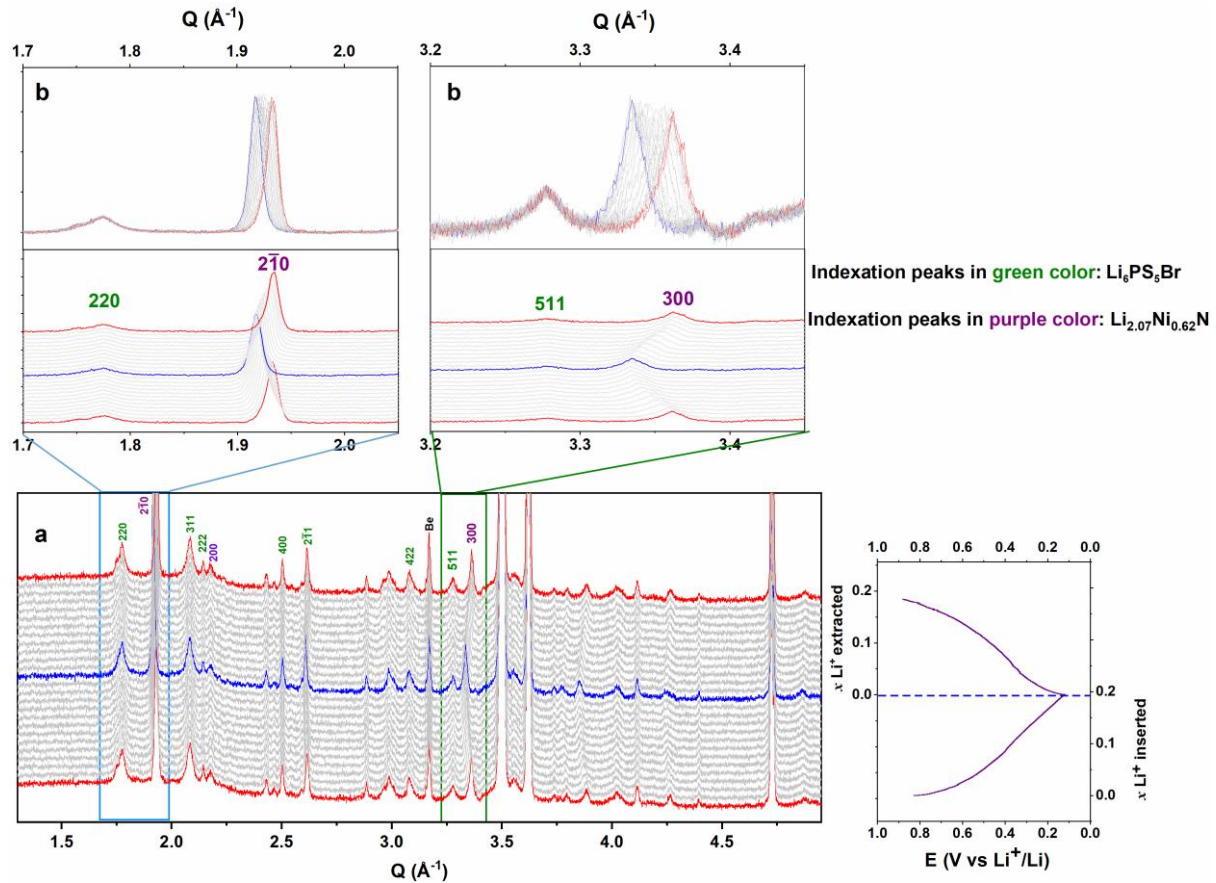 Q (Å⁻¹)
1.7 1.8 1.9 2.0
b
220
21̄0
1.7 1.8 1.9 2.0
Q (Å⁻¹)
3.2 3.3 3.4
b
511
300
3.2 3.3 3.4
Indexation peaks in green color: Li₆PS₅Br
Indexation peaks in purple color: Li₂.₀₇Ni₀.₆₂N
a
220
21̄0
311
222
200
400
2̄11
422
Be
511
300
1.5 2.0 2.5 3.0 3.5 4.0 4.5
Q (Å⁻¹)
1.0 0.8 0.6 0.4 0.2 0.0
x Li⁺ extracted
0.2
0.1
0.0
0.2
0.1
0.0
x Li⁺ inserted
1.0 0.8 0.6 0.4 0.2 0.0
E (V vs Li⁺/Li)